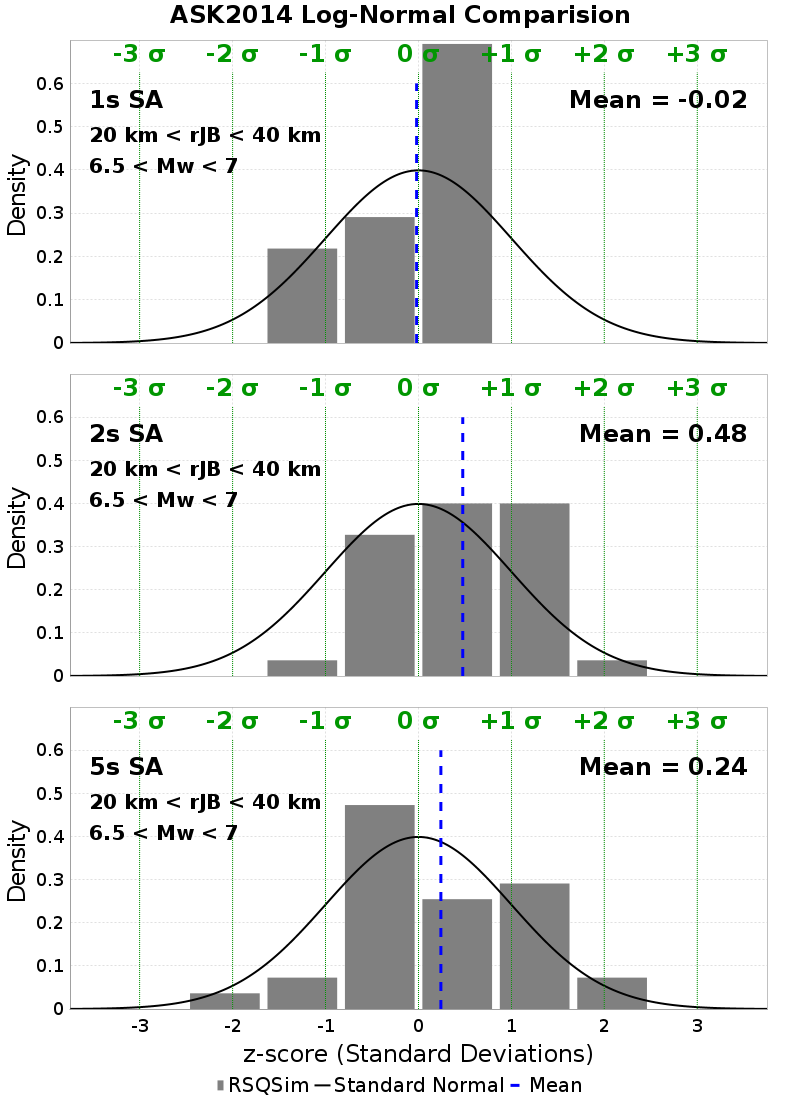 ASK2014 Log-Normal Comparision
-3 σ -2 σ -1 σ 0 σ +1 σ +2 σ +3 σ
1s SA
Mean = -0.02
20 km < rJB < 40 km
6.5 < Mw < 7
Density
0.6
0.5
0.4
0.3
0.2
0.1
0
-3 σ -2 σ -1 σ 0 σ +1 σ +2 σ +3 σ
2s SA
Mean = 0.48
20 km < rJB < 40 km
6.5 < Mw < 7
Density
0.6
0.5
0.4
0.3
0.2
0.1
0
-3 σ -2 σ -1 σ 0 σ +1 σ +2 σ +3 σ
5s SA
Mean = 0.24
20 km < rJB < 40 km
6.5 < Mw < 7
Density
0.6
0.5
0.4
0.3
0.2
0.1
0
-3 -2 -1 0 1 2 3
z-score (Standard Deviations)
RSQSim Standard Normal Mean